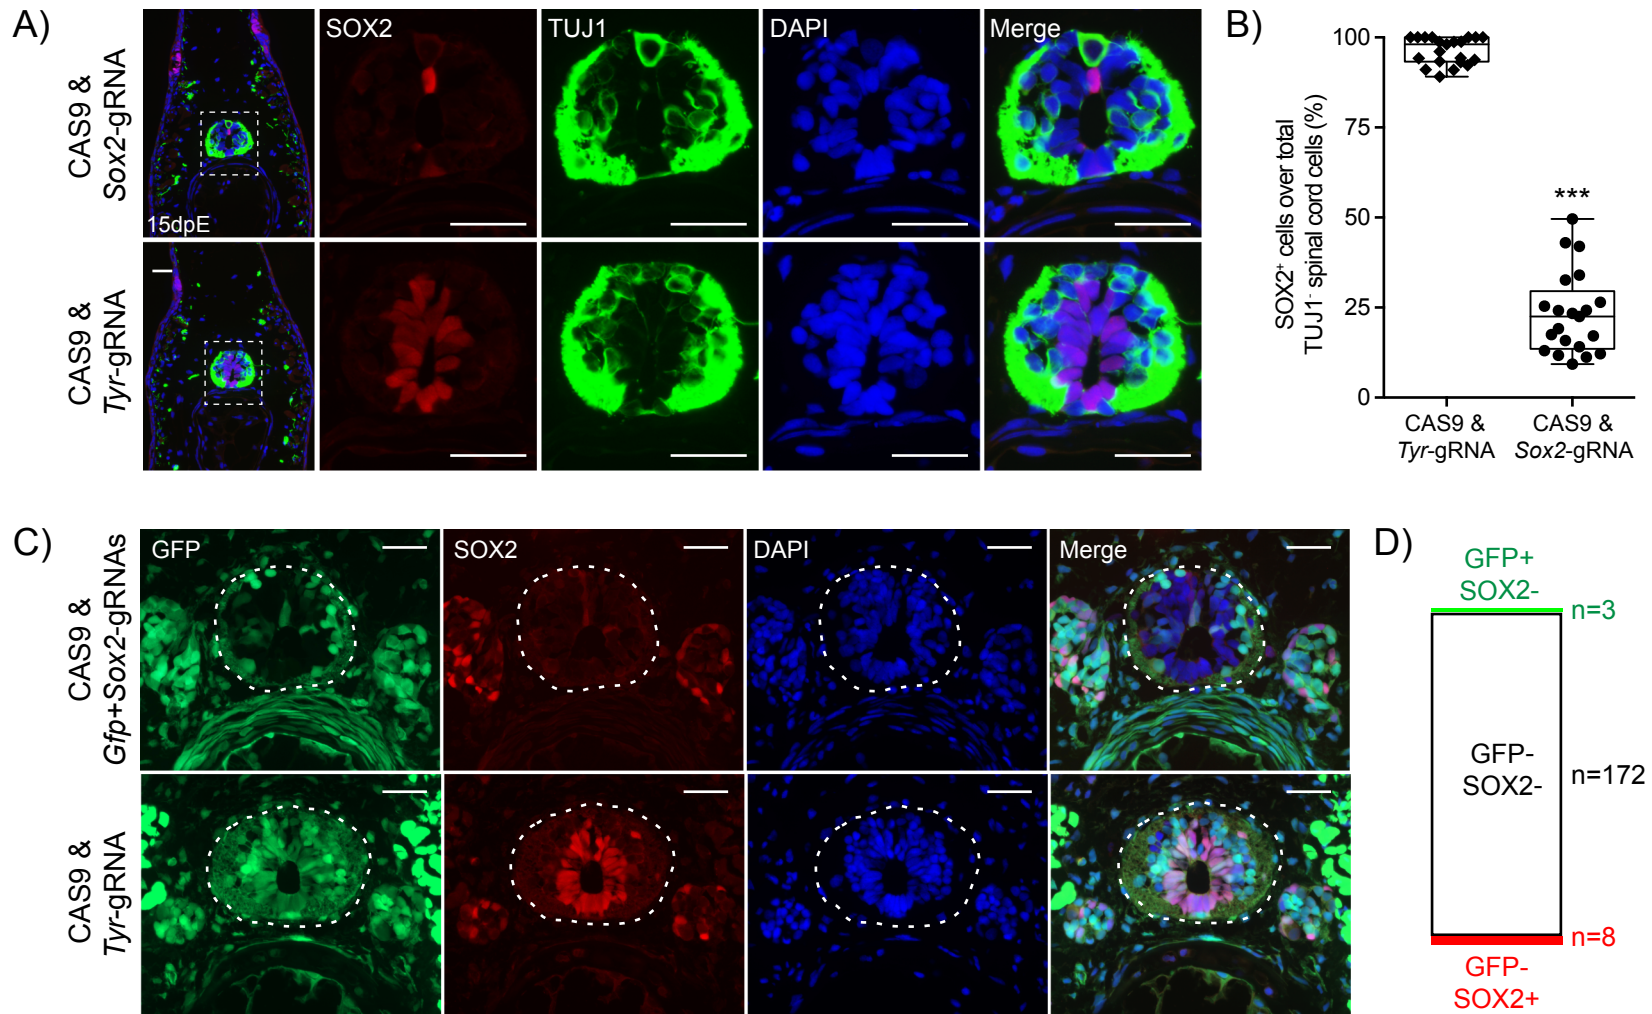 A)
CAS9 &
Sox2-gRNA
SOX2
TUJ1
DAPI
Merge
15dpE
CAS9 &
Tyr-gRNA
B)
SOX2⁺ cells over total
TUJ1⁻ spinal cord cells (%)
100
75
50
25
0
***
CAS9 &
Tyr-gRNA
CAS9 &
Sox2-gRNA
C)
CAS9 &
Gfp+Sox2-gRNAs
GFP
SOX2
DAPI
Merge
CAS9 &
Tyr-gRNA
D)
GFP+
SOX2-
n=3
GFP-
SOX2-
n=172
n=8
GFP-
SOX2+